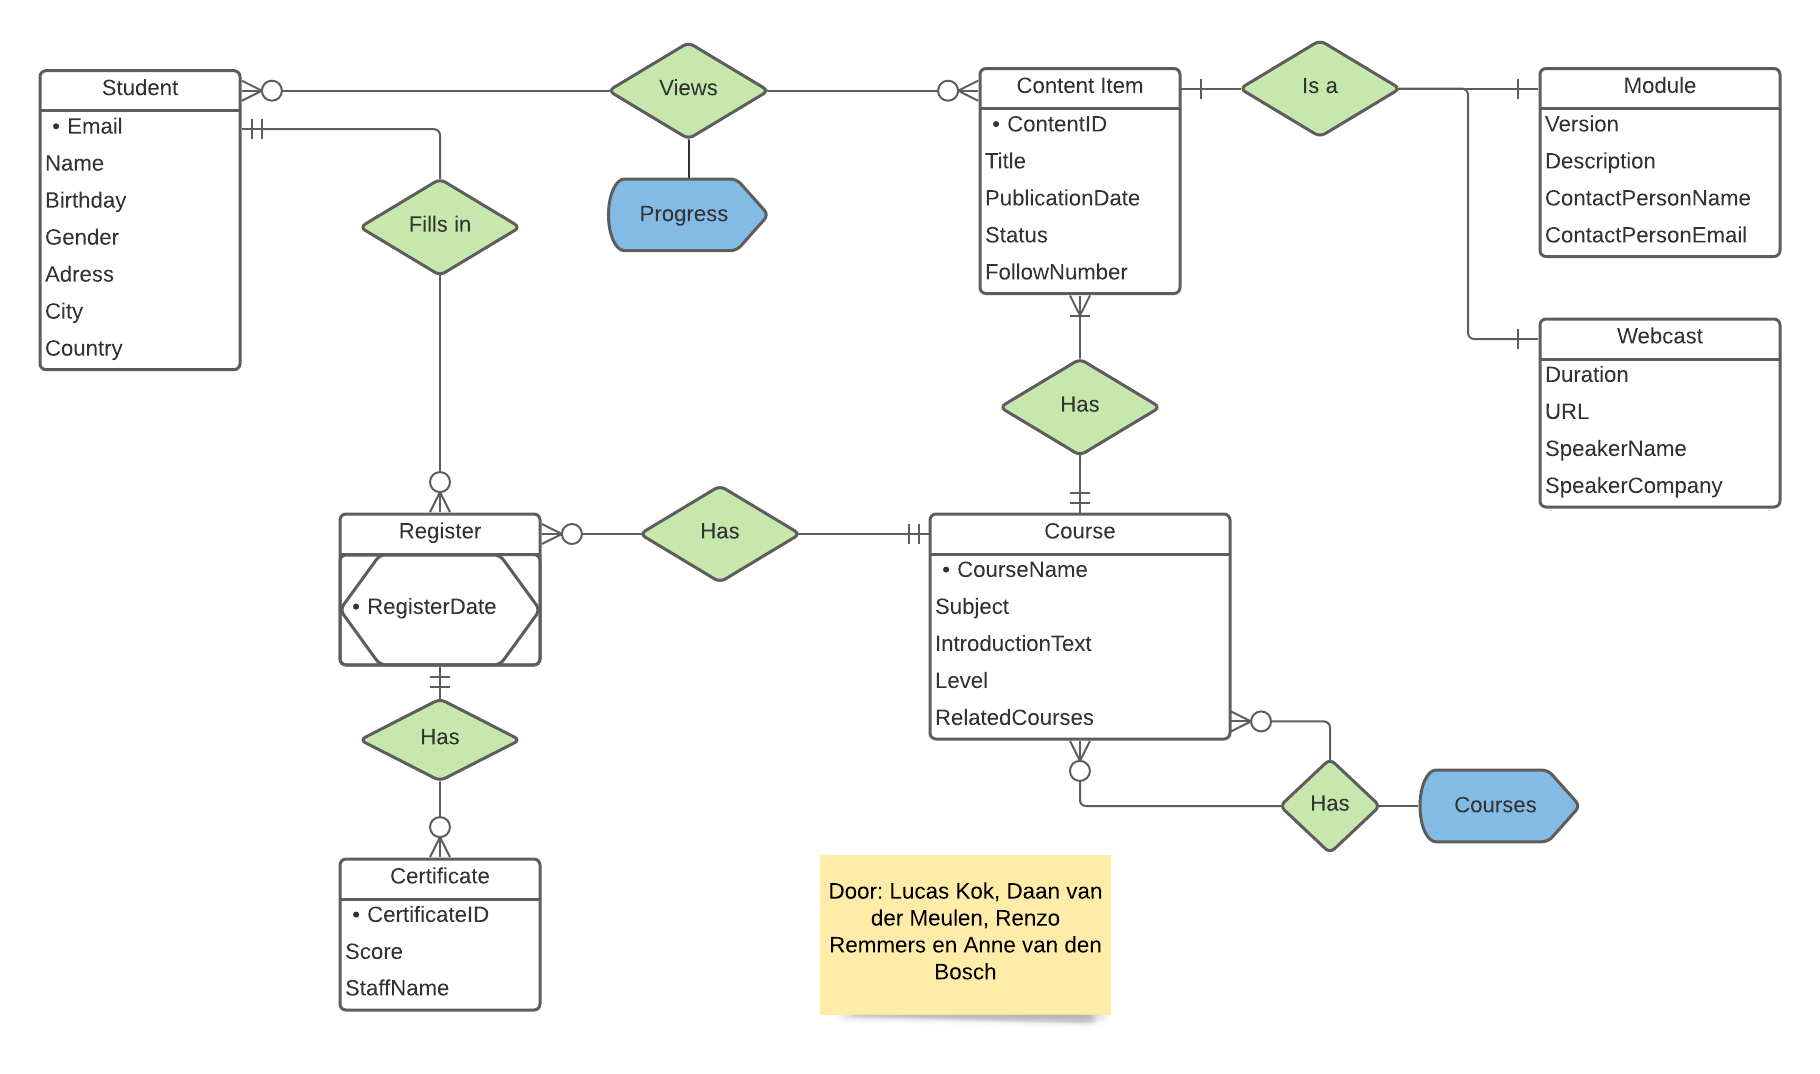 Student
• Email
Name
Birthday
Gender
Adress
City
Country
Views
Progress
Fills in
Content Item
• ContentID
Title
PublicationDate
Status
FollowNumber
Is a
Module
Version
Description
ContactPersonName
ContactPersonEmail
Webcast
Duration
URL
SpeakerName
SpeakerCompany
Has
Register
• RegisterDate
Has
Course
• CourseName
Subject
IntroductionText
Level
RelatedCourses
Has
Courses
Has
Certificate
• CertificateID
Score
StaffName
Door: Lucas Kok, Daan van
der Meulen, Renzo
Remmers en Anne van den
Bosch